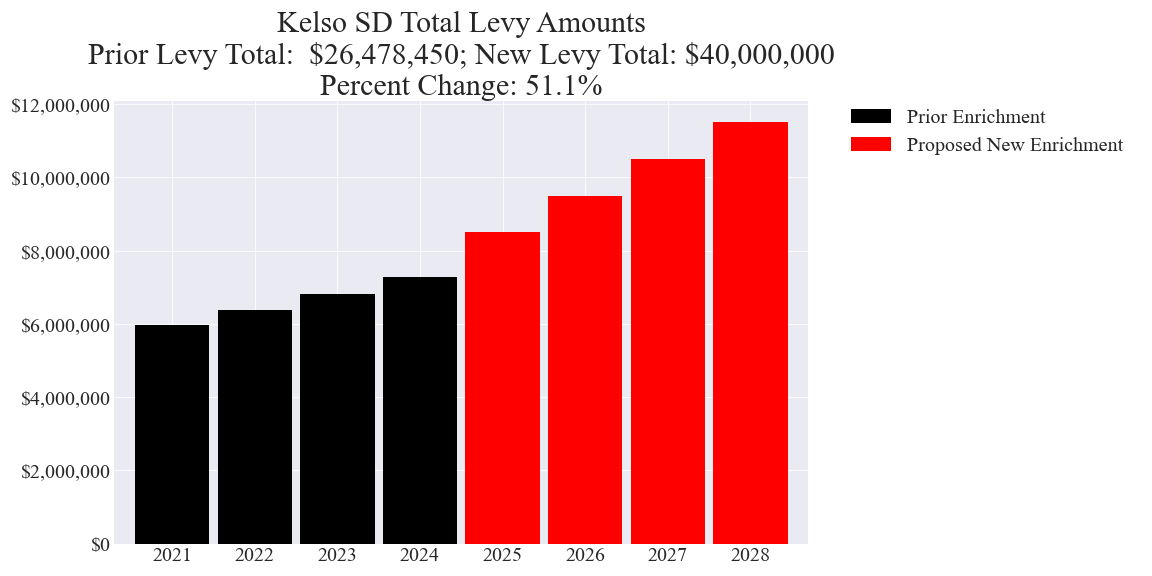 Kelso SD Total Levy Amounts
Prior Levy Total:  $26,478,450; New Levy Total: $40,000,000
Percent Change: 51.1%
Prior Enrichment
Proposed New Enrichment
$12,000,000
$10,000,000
$8,000,000
$6,000,000
$4,000,000
$2,000,000
$0
2021 2022 2023 2024 2025 2026 2027 2028